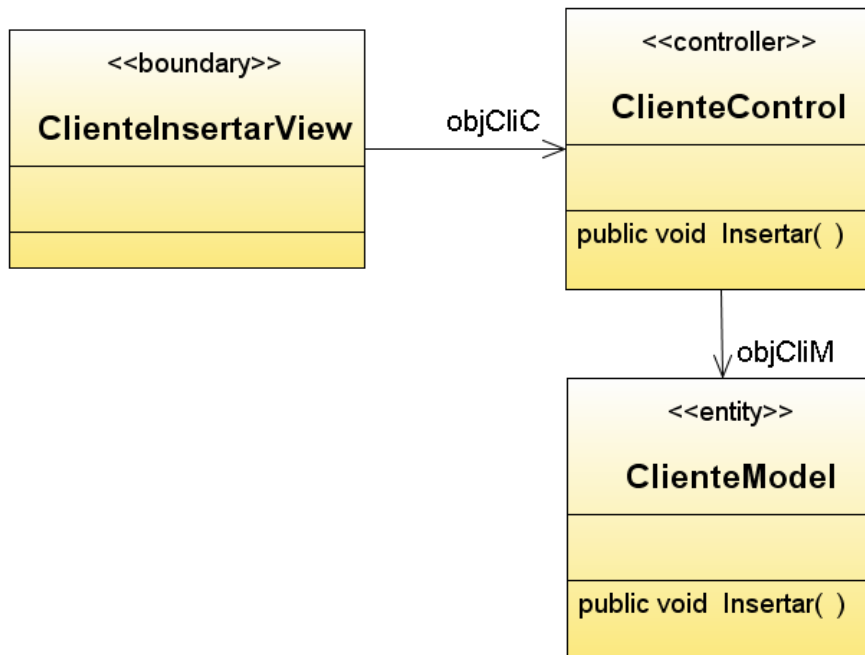 <<boundary>>
ClienteInsertarView
objCliC
<<controller>>
ClienteControl
public void Insertar( )
objCliM
<<entity>>
ClienteModel
public void Insertar( )